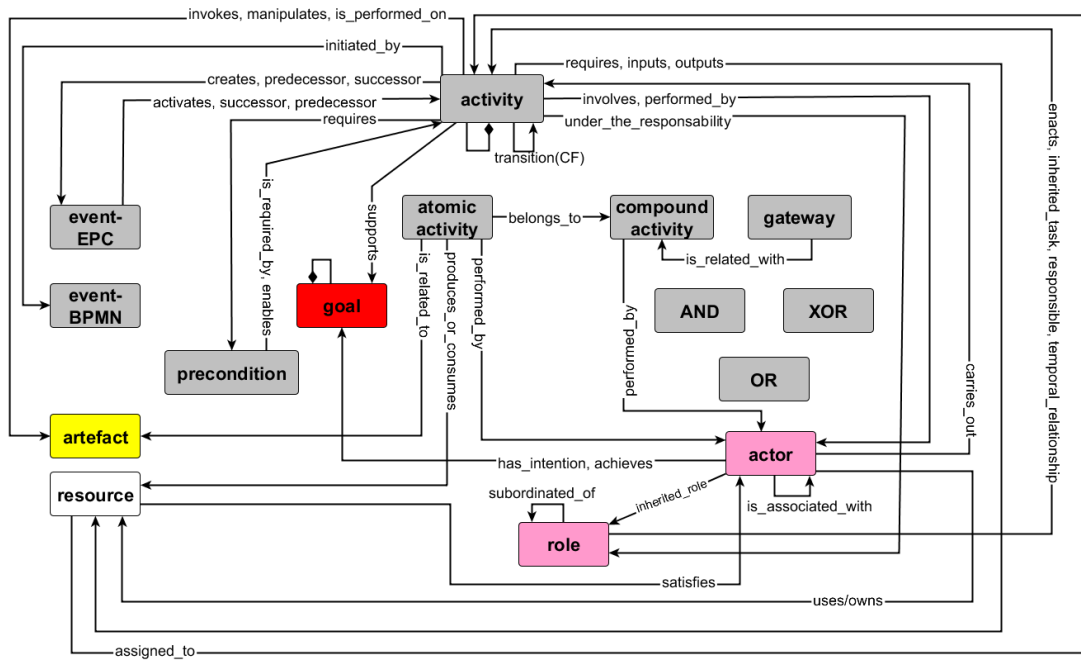 invokes, manipulates, is_performed_on
initiated_by
creates, predecessor, successor
activates, successor, predecessor
requires
activity
requires, inputs, outputs
involves, performed_by
under_the_responsability
transition(CF)
enacts, inherited_task, responsible, temporal_relationship
is_required_by, enables
supports
event-
EPC
atomic
activity
belongs_to
compound
activity
gateway
is_related_with
is_related_to
produces_or_consumes
performed_by
performed_by
event-
BPMN
goal
AND
XOR
precondition
OR
carries_out
artefact
actor
has_intention, achieves
resource
inherited_role
is_associated_with
subordinated_of
role
satisfies
uses/owns
assigned_to